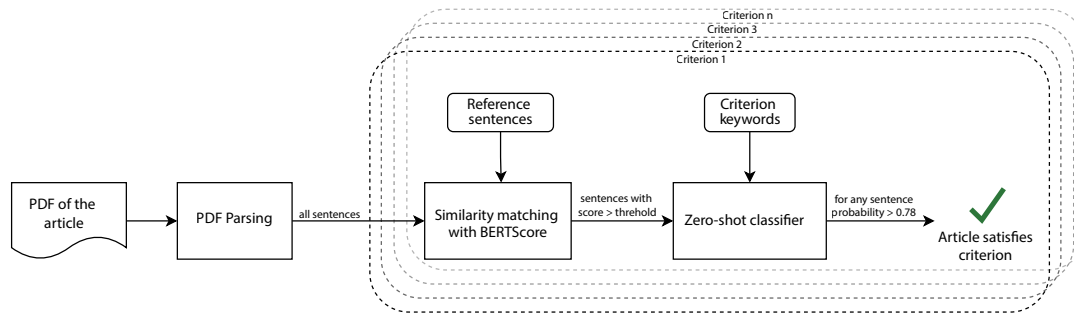 Criterion n
Criterion 3
Criterion 2
Criterion 1
Reference
sentences
Criterion
keywords
PDF of the
article
PDF Parsing
all sentences
Similarity matching
with BERTScore
sentences with
score > threhold
Zero-shot classifier
for any sentence
probability > 0.78
Article satisfies
criterion